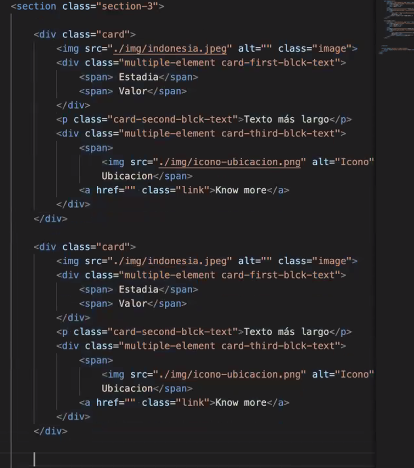 <section class="section-3">
<div class="card">
<img src="./img/indonesia.jpeg" alt="" class="image">
<div class="multiple-element card-first-blck-text">
<span> Estadia</span>
<span> Valor</span>
</div>
<p class="card-second-blck-text">Texto más largo</p>
<div class="multiple-element card-third-blck-text">
<span>
<img src="./img/icono-ubicacion.png" alt="Icono"
Ubicacion</span>
<a href="" class="link">Know more</a>
</div>
</div>
<div class="card">
<img src="./img/indonesia.jpeg" alt="" class="image">
<div class="multiple-element card-first-blck-text">
<span> Estadia</span>
<span> Valor</span>
</div>
<p class="card-second-blck-text">Texto más largo</p>
<div class="multiple-element card-third-blck-text">
<span>
<img src="./img/icono-ubicacion.png" alt="Icono"
Ubicacion</span>
<a href="" class="link">Know more</a>
</div>
</div>